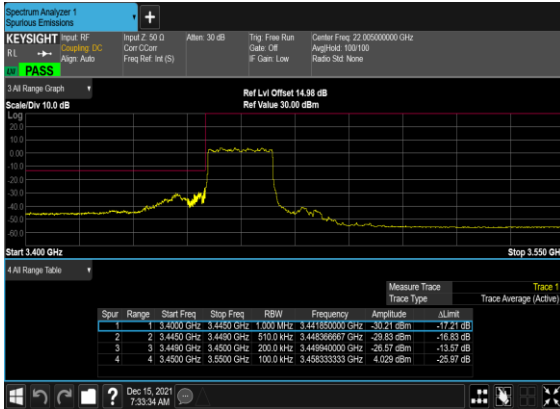 Spectrum Analyzer 1
Spurious Emissions
+
KEYSIGHT Input: RF Input Z: 50 Ω Atten: 30 dB Trig: Free Run Center Freq: 22.005000000 GHz
RL Coupling: DC Corr CCorr Gate: Off Avg|Hold: 100/100
Align: Auto Freq Ref: Int (S) IF Gain: Low Radio Std: None
PASS
3 All Range Graph
Ref Lvl Offset 14.98 dB
Scale/Div 10.0 dB Ref Value 30.00 dBm
Log
20.0
10.0
0.00
-10.0
-20.0
-30.0
-40.0
-50.0
-60.0
Start 3.400 GHz Stop 3.550 GH
4 All Range Table
Measure Trace Trace 1
Trace Type Trace Average (Active)
Spur Range Start Freq Stop Freq RBW Frequency Amplitude ΔLimit
1 1 3.4000 GHz 3.4450 GHz 1.000 MHz 3.441850000 GHz -30.21 dBm -17.21 dB
2 2 3.4450 GHz 3.4490 GHz 510.0 kHz 3.448366667 GHz -29.83 dBm -16.83 dB
3 3 3.4490 GHz 3.4500 GHz 200.0 kHz 3.449940000 GHz -26.57 dBm -13.57 dB
4 4 3.4500 GHz 3.5500 GHz 100.0 kHz 3.458333333 GHz 4.029 dBm -25.97 dB
? Dec 15, 2021
7:33:34 AM